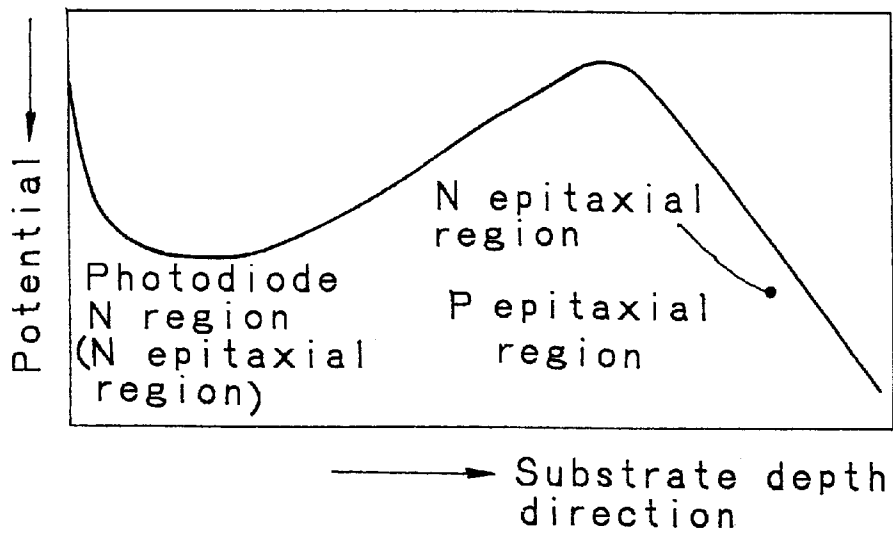 Potential
N epitaxial
region
Photodiode
N region
(N epitaxial
region)
P epitaxial
region
Substrate depth
direction